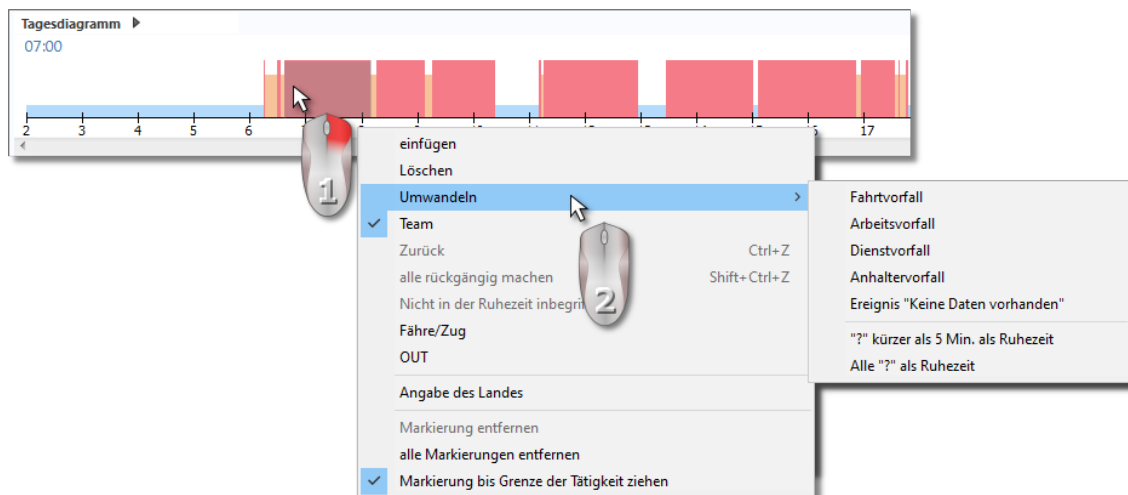 Tagesdiagramm
07:00
2 3 4 5 6 17
1
einfügen
Löschen
Umwandeln
Team
Zurück Ctrl+Z
alle rückgängig machen Shift+Ctrl+Z
Nicht in der Ruhezeit
2
Fähre/Zug
OUT
Angabe des Landes
Markierung entfernen
alle Markierungen entfernen
Markierung bis Grenze der Tätigkeit ziehen
Fahrtvorfall
Arbeitsvorfall
Dienstvorfall
Anhaltervorfall
Ereignis "Keine Daten vorhanden"
"?" kürzer als 5 Min. als Ruhezeit
Alle "?" als Ruhezeit